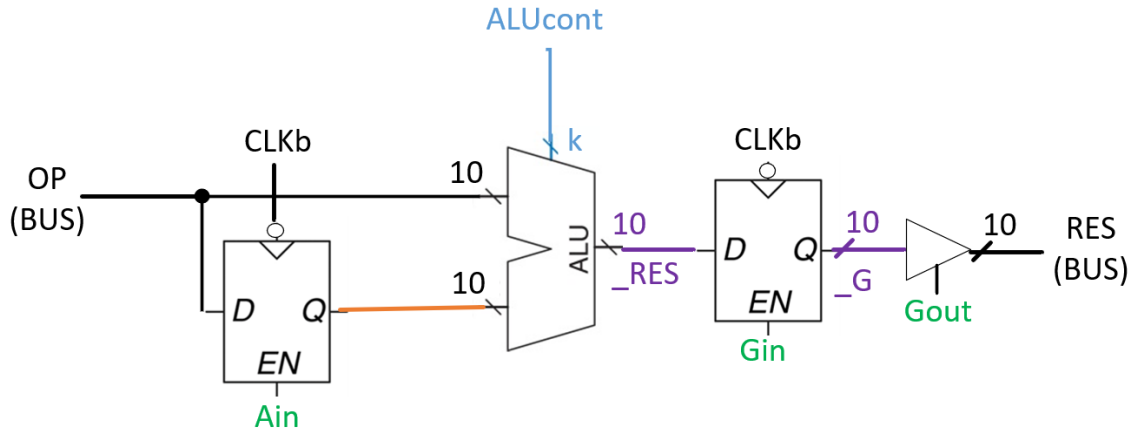 ALUcont
k
CLKb
CLKb
OP
(BUS)
10
10
ALU
10
_RES
D
Q
EN
Ain
D
Q
EN
Gin
10
_G
Gout
10
RES
(BUS)